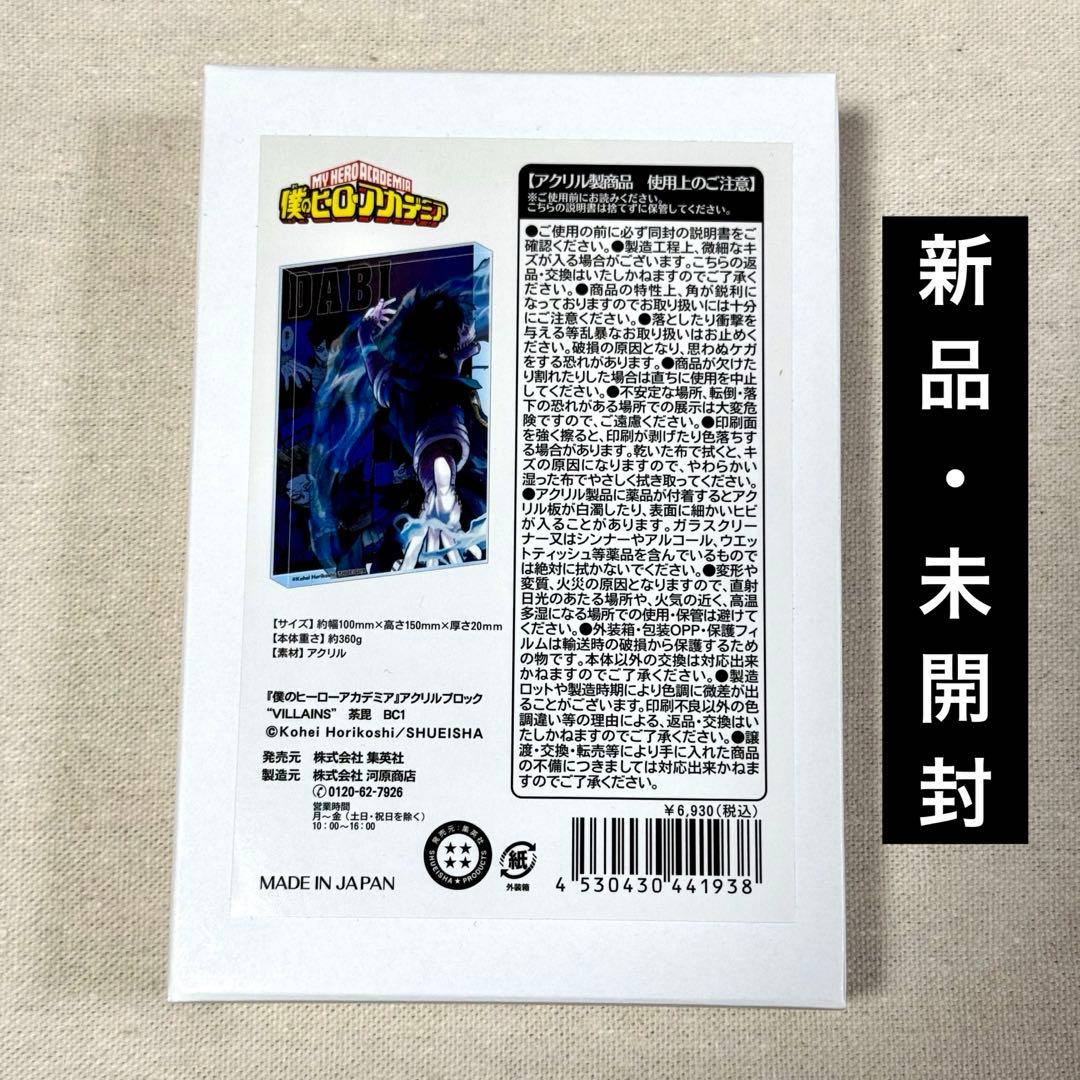 MY HERO ACADEMIA
僕のヒーローアカデミア
DABI
©Kohei Horikoshi/SHUEISHA
【サイズ】約幅100mm×高さ150mm×厚さ20mm
【本体重さ】約360g
【素材】アクリル
『僕のヒーローアカデミア』アクリルブロック
“VILLAINS” 荼毘 BC1
©Kohei Horikoshi/SHUEISHA
発売元 株式会社 集英社
製造元 株式会社 河原商店
0120-62-7926
営業時間
月～金（土日・祝日を除く）
10：00～16：00
MADE IN JAPAN
【アクリル製商品 使用上のご注意】
※ご使用前にお読みください。
こちらの説明書は捨てずに保管してください。
●ご使用の前に必ず同封の説明書をご
確認ください。●製造工程上、微細なキ
ズが入る場合がございます。こちらの返
品・交換はいたしかねますのでご了承く
ださい。●商品の特性上、角が鋭利に
なっておりますのでお取り扱いには十分
にご注意ください。●落としたり衝撃を
与える等乱暴なお取り扱いはお止めく
ださい。破損の原因となり、思わぬケガ
をする恐れがあります。●商品が欠けた
り割れたりした場合は直ちに使用を中止
してください。●不安定な場所、転倒・落
下の恐れがある場所での展示は大変危
険ですので、ご遠慮ください。●印刷面
を強く擦ると、印刷が剥げたり色落ちす
る場合があります。乾いた布で拭くと、キ
ズの原因になりますので、やわらかい
湿った布でやさしく拭き取ってください。
●アクリル製品に薬品が付着するとアク
リル板が白濁したり、表面に細かいヒビ
が入ることがあります。ガラスクリー
ナー又はシンナーやアルコール、ウエッ
トティッシュ等薬品を含んでいるもので
は絶対に拭かないでください。●変形や
変質、火災の原因となりますので、直射
日光のあたる場所や、火気の近く、高温
多湿になる場所での使用・保管は避けて
ください。●外装箱・包装OPP・保護フィ
ルムは輸送時の破損から保護するため
の物です。本体以外の交換は対応出来
かねますのでご了承ください。●製造
ロットや製造時期により色調に微差が出
ることがございます。印刷不良以外の色
調違い等の理由による、返品・交換はい
たしかねますのでご了承ください。●譲
渡・交換・転売等により手に入れた商品
の不備につきましては対応出来かねま
すのでご了承ください。
￥6,930(税込)
発売元：集英社
SHUEISHA★PRODUCTS
紙
外装箱
4 530430 441938
新品・未開封